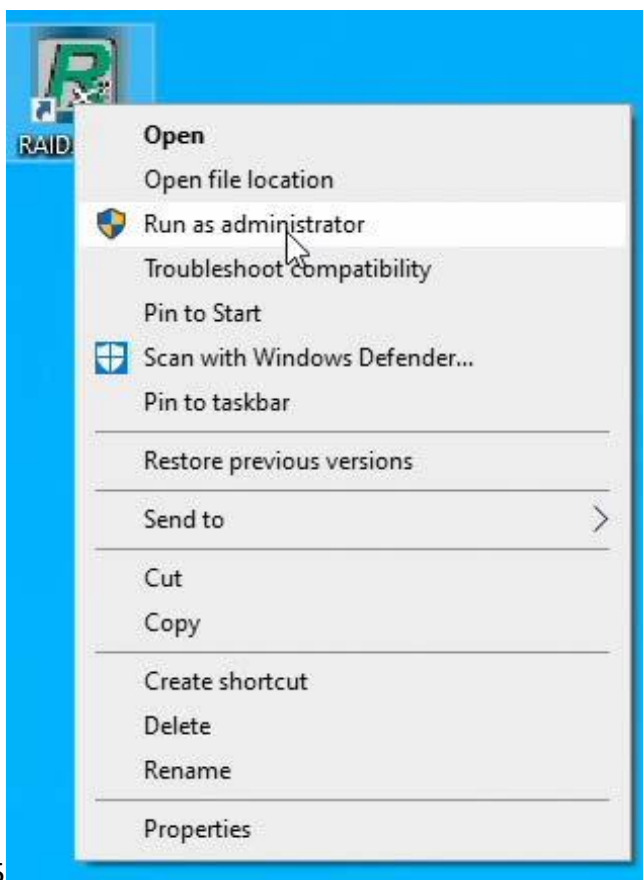 RAID
Open
Open file location
Run as administrator
Troubleshoot compatibility
Pin to Start
Scan with Windows Defender...
Pin to taskbar
Restore previous versions
Send to
Cut
Copy
Create shortcut
Delete
Rename
Properties